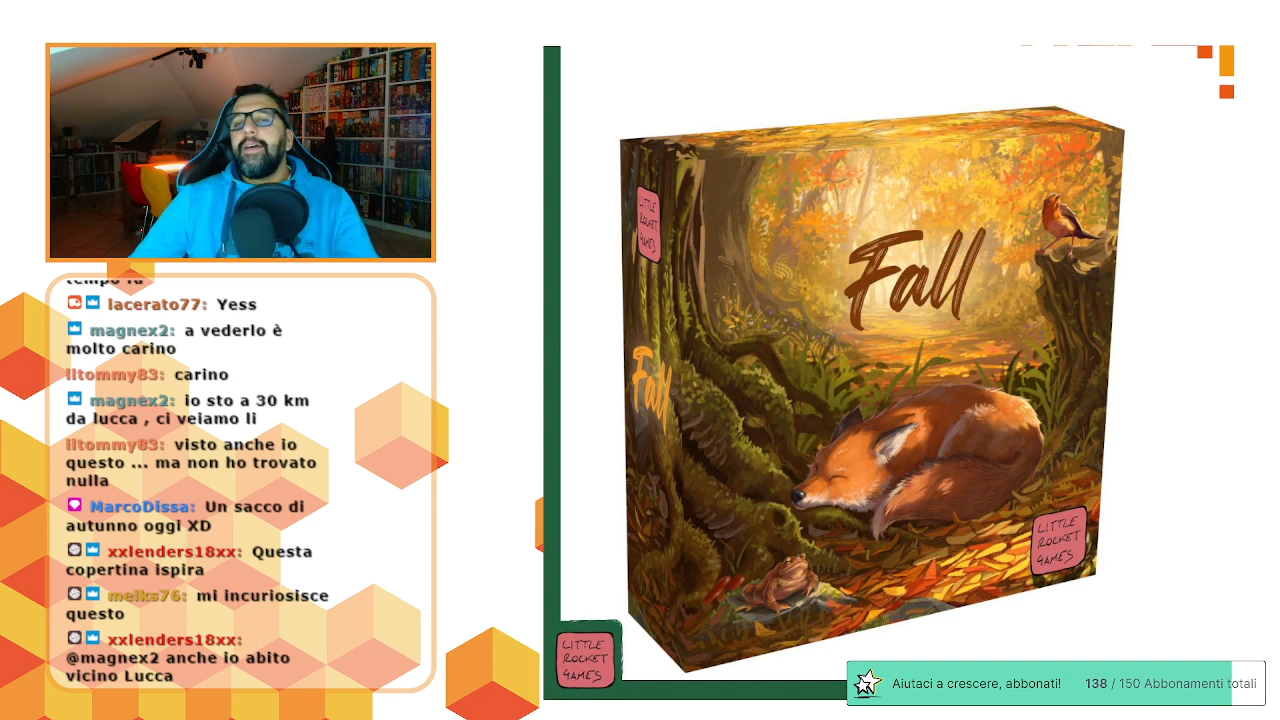 tempo fa
lacerato77: Yess
magnex2: a vederlo è
molto carino
iltommy83: carino
magnex2: io sto a 30 km
da lucca , ci veiamo li
iltommy83: visto anche io
questo ... ma non ho trovato
nulla
MarcoDissa: Un sacco di
autunno oggi XD
xxlenders18xx: Questa
copertina ispira
melks76: mi incuriosisce
questo
xxlenders18xx:
@magnex2 anche io abito
vicino Lucca
LITTLE
ROCKET
GAMES
Fall
Fall
LITTLE
ROCKET
GAMES
LITTLE
ROCKET
GAMES
Aiutaci a crescere, abbonati! 138 / 150 Abbonamenti totali